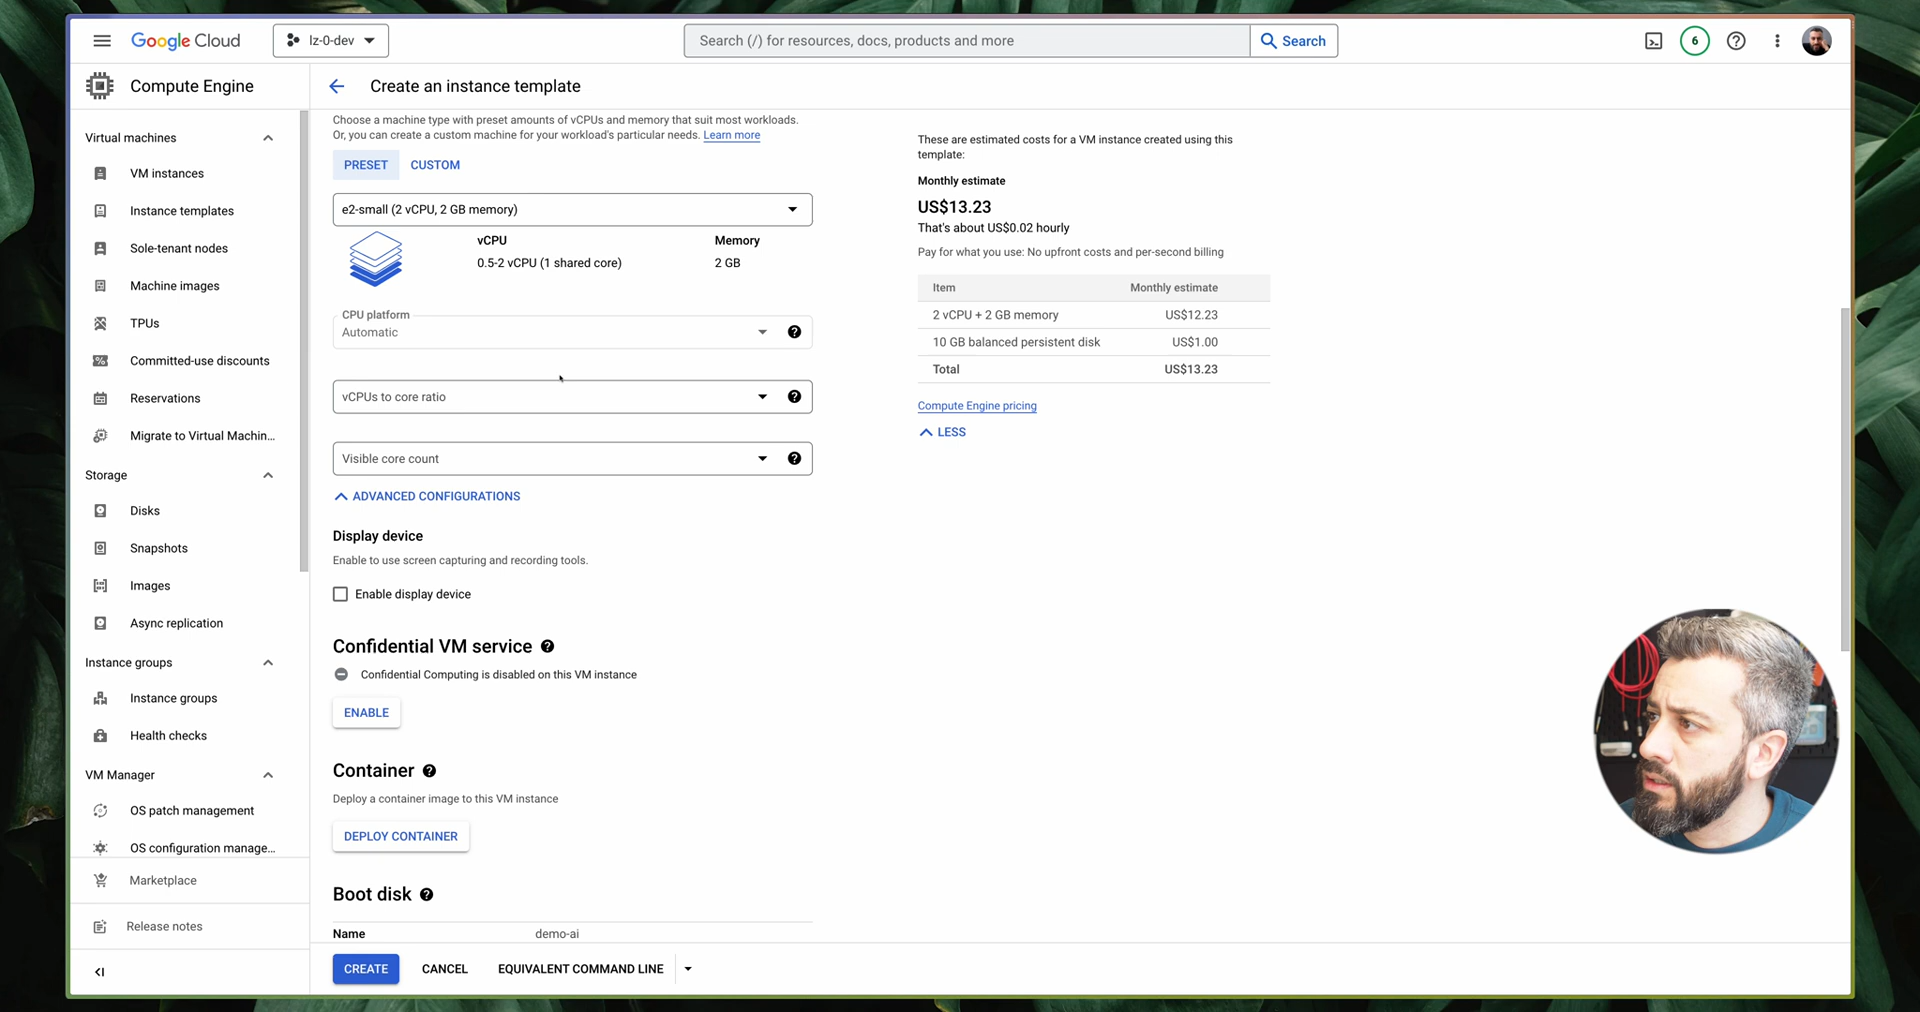 Google Cloud
lz-0-dev
Search (/) for resources, docs, products and more
Search
6
Compute Engine
Create an instance template
Virtual machines
VM instances
Instance templates
Sole-tenant nodes
Machine images
TPUs
Committed-use discounts
Reservations
Migrate to Virtual Machin...
Storage
Disks
Snapshots
Images
Async replication
Instance groups
Instance groups
Health checks
VM Manager
OS patch management
OS configuration manage...
Marketplace
Release notes
Choose a machine type with preset amounts of vCPUs and memory that suit most workloads.
Or, you can create a custom machine for your workload's particular needs. Learn more
PRESET CUSTOM
e2-small (2 vCPU, 2 GB memory)
vCPU Memory
0.5-2 vCPU (1 shared core) 2 GB
CPU platform
Automatic
vCPUs to core ratio
Visible core count
ADVANCED CONFIGURATIONS
Display device
Enable to use screen capturing and recording tools.
Enable display device
Confidential VM service
Confidential Computing is disabled on this VM instance
ENABLE
Container
Deploy a container image to this VM instance
DEPLOY CONTAINER
Boot disk
Name demo-ai
CREATE CANCEL EQUIVALENT COMMAND LINE
These are estimated costs for a VM instance created using this
template:
Monthly estimate
US$13.23
That's about US$0.02 hourly
Pay for what you use: No upfront costs and per-second billing
Item Monthly estimate
2 vCPU + 2 GB memory US$12.23
10 GB balanced persistent disk US$1.00
Total US$13.23
Compute Engine pricing
LESS